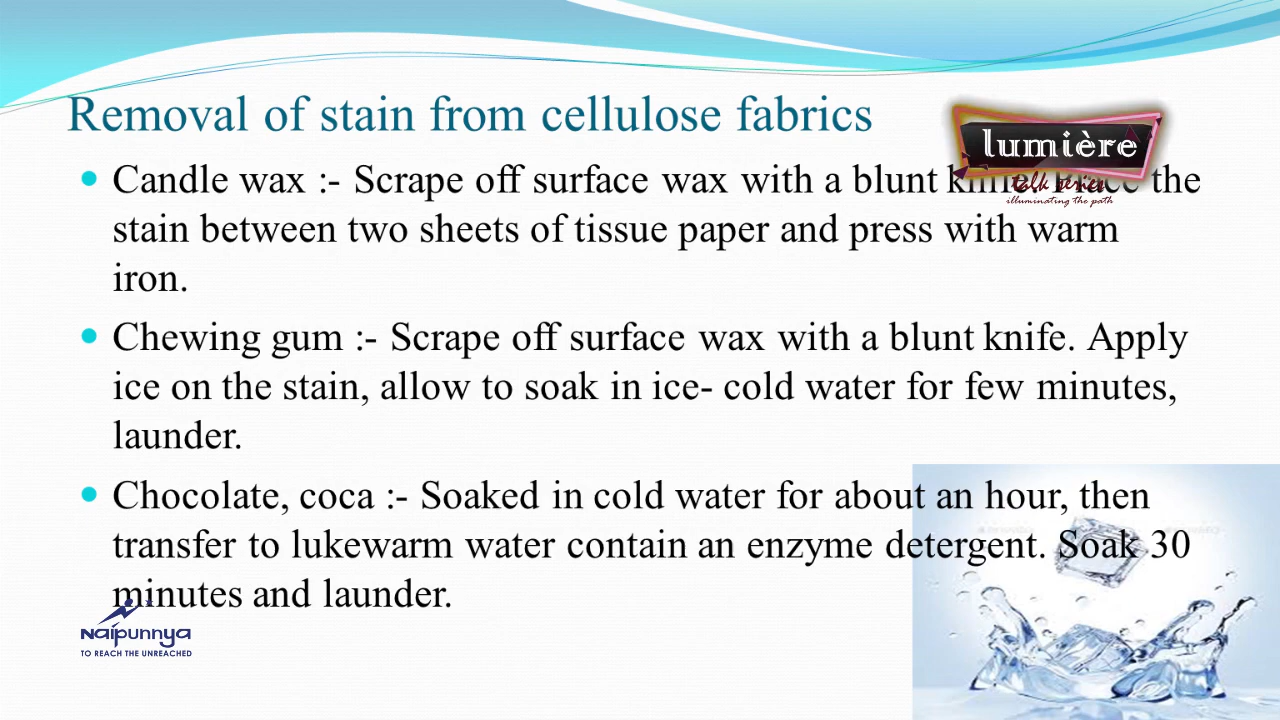 Removal of stain from cellulose fabrics
lumière
talk series
illuminating the path
Candle wax :- Scrape off surface wax with a blunt knife. Place the
stain between two sheets of tissue paper and press with warm
iron.
Chewing gum :- Scrape off surface wax with a blunt knife. Apply
ice on the stain, allow to soak in ice- cold water for few minutes,
launder.
Chocolate, coca :- Soaked in cold water for about an hour, then
transfer to lukewarm water contain an enzyme detergent. Soak 30
minutes and launder.
naipunnya
TO REACH THE UNREACHED